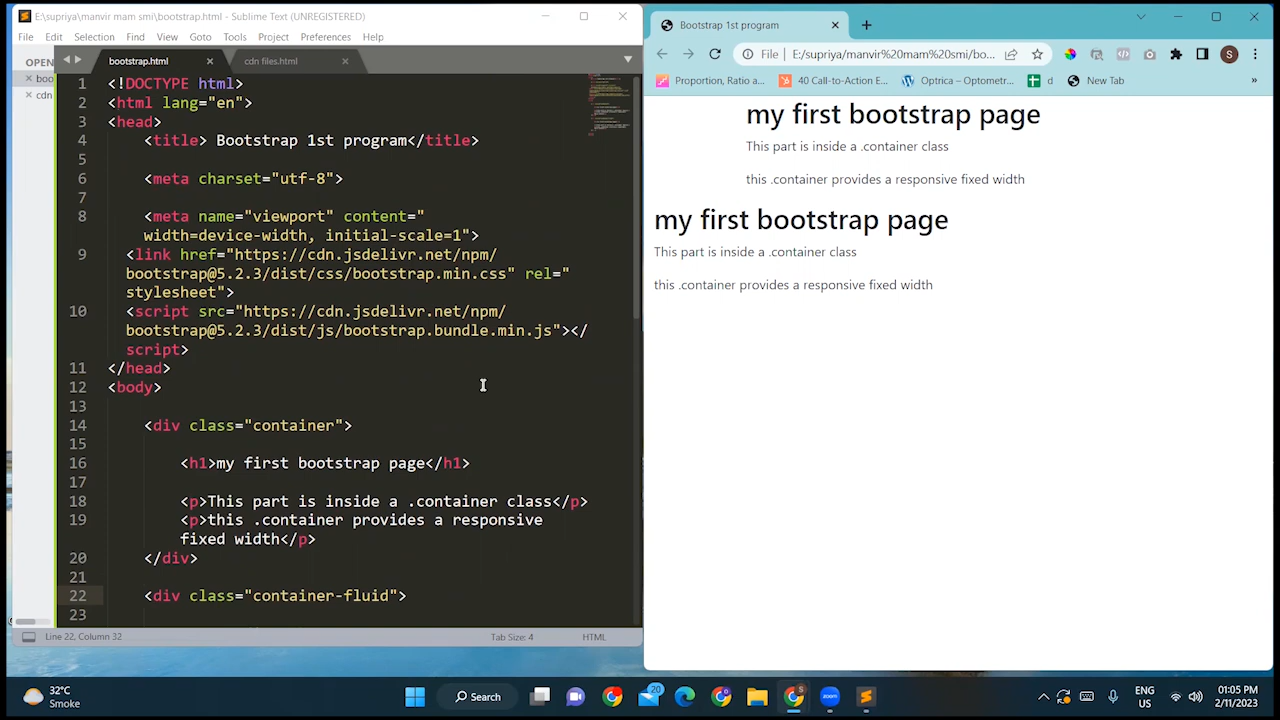 E:\supriya\manvir mam smi\bootstrap.html - Sublime Text (UNREGISTERED)
File Edit Selection Find View Goto Tools Project Preferences Help
OPEN
boo
cdn
bootstrap.html
cdn files.html
1 <!DOCTYPE html>
2 <html lang="en">
3 <head>
4 <title> Bootstrap 1st program</title>
5
6 <meta charset="utf-8">
7
8 <meta name="viewport" content="
width=device-width, initial-scale=1">
9 <link href="https://cdn.jsdelivr.net/npm/
bootstrap@5.2.3/dist/css/bootstrap.min.css" rel="
stylesheet">
10 <script src="https://cdn.jsdelivr.net/npm/
bootstrap@5.2.3/dist/js/bootstrap.bundle.min.js"></
script>
11 </head>
12 <body>
13
14 <div class="container">
15
16 <h1>my first bootstrap page</h1>
17
18 <p>This part is inside a .container class</p>
19 <p>this .container provides a responsive
fixed width</p>
20 </div>
21
22 <div class="container-fluid">
23
Line 22, Column 32
Tab Size: 4
HTML
Bootstrap 1st program
File E:/supriya/manvir%20mam%20smi/bo...
S
Proportion, Ratio a... 40 Call-to-Action E... Optrica – Optometr... d New Tab »
my first bootstrap page
This part is inside a .container class
this .container provides a responsive fixed width
my first bootstrap page
This part is inside a .container class
this .container provides a responsive fixed width
32°C
Smoke
Search
20
zoom
ENG
US
01:05 PM
2/11/2023